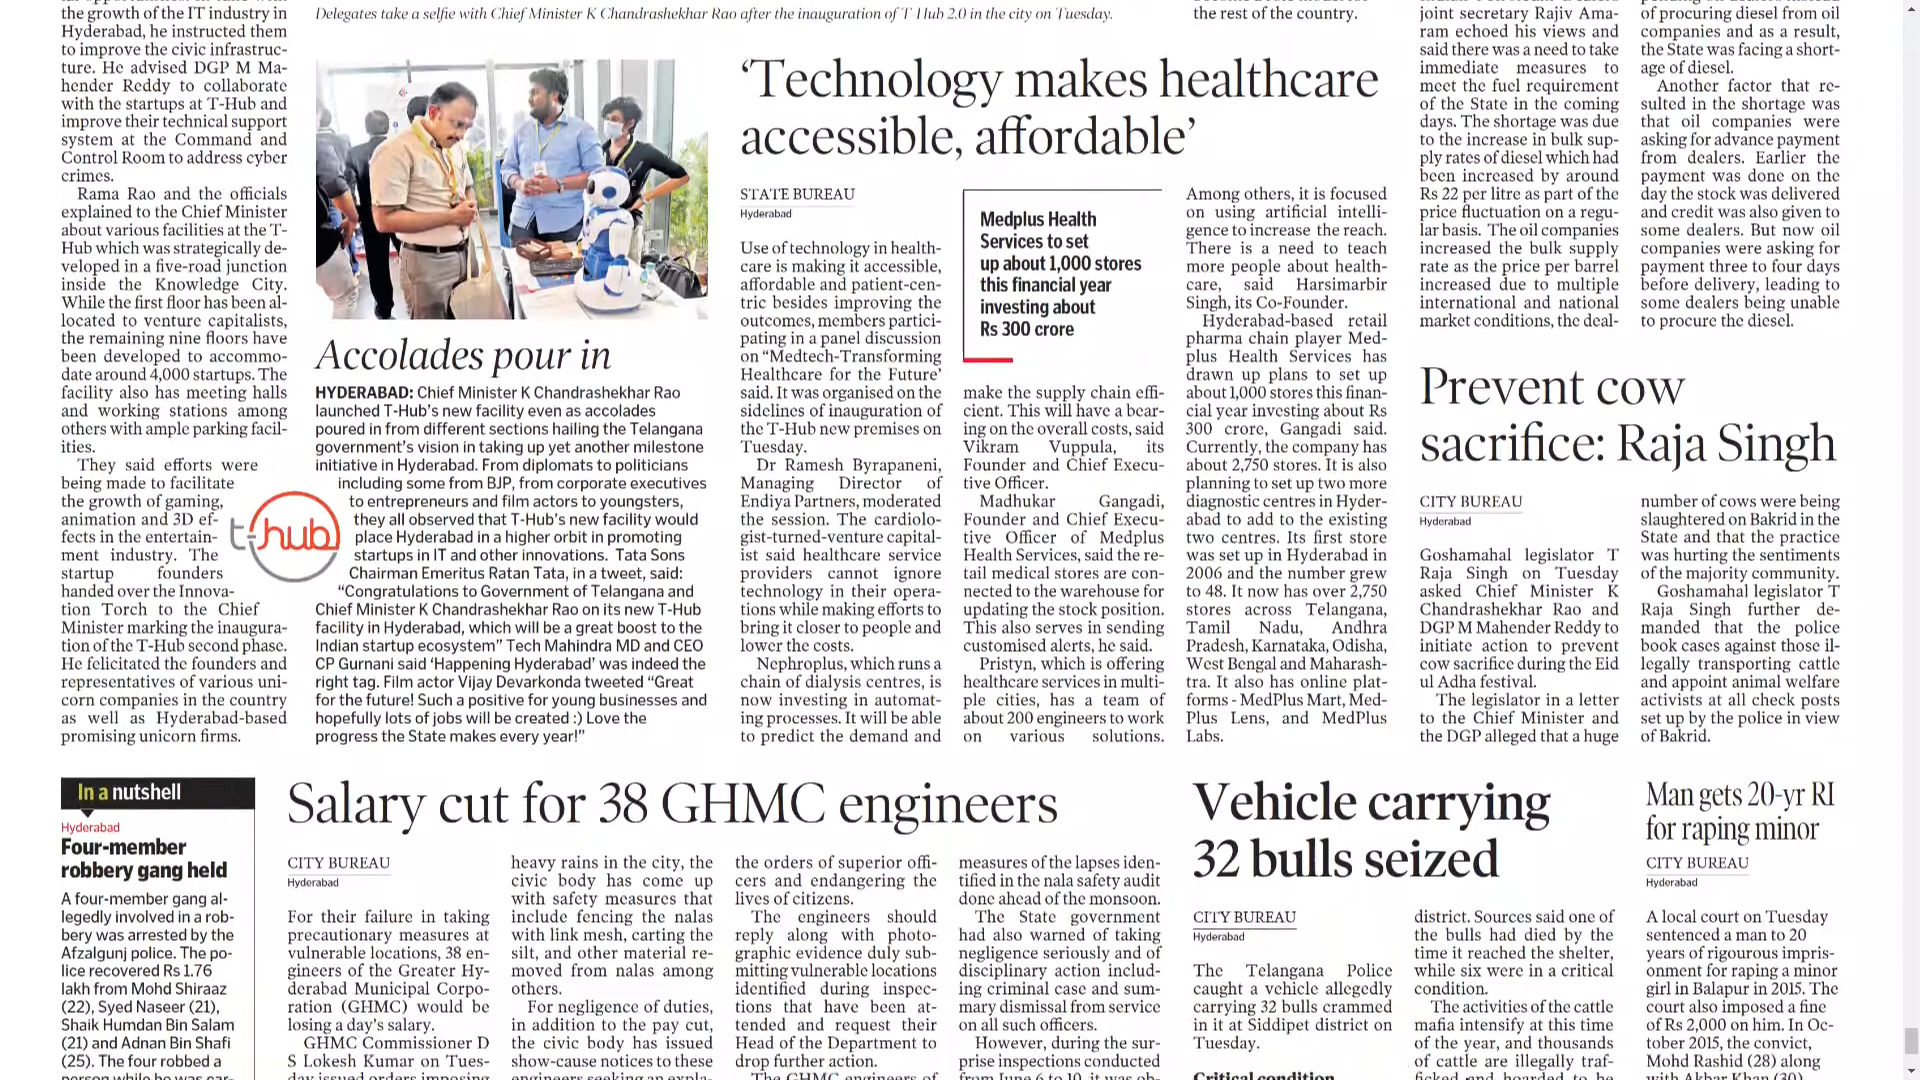 the growth of the IT industry in
Hyderabad, he instructed them
to improve the civic infrastruc-
ture. He advised DGP M Ma-
hender Reddy to collaborate
with the startups at T-Hub and
improve their technical support
system at the Command and
Control Room to address cyber
crimes.
Rama Rao and the officials
explained to the Chief Minister
about various facilities at the T-
Hub which was strategically de-
veloped in a five-road junction
inside the Knowledge City.
While the first floor has been al-
located to venture capitalists,
the remaining nine floors have
been developed to accommo-
date around 4,000 startups. The
facility also has meeting halls
and working stations among
others with ample parking facil-
ities.
They said efforts were
being made to facilitate
the growth of gaming,
animation and 3D ef-
fects in the entertain-
ment industry. The
startup founders
handed over the Innova-
tion Torch to the Chief
Minister marking the inaugura-
tion of the T-Hub second phase.
He felicitated the founders and
representatives of various uni-
corn companies in the country
as well as Hyderabad-based
promising unicorn firms.
Delegates take a selfie with Chief Minister K Chandrashekhar Rao after the inauguration of T-Hub 2.0 in the city on Tuesday.
Accolades pour in
HYDERABAD: Chief Minister K Chandrashekhar Rao
launched T-Hub's new facility even as accolades
poured in from different sections hailing the Telangana
government's vision in taking up yet another milestone
initiative in Hyderabad. From diplomats to politicians
including some from BJP, from corporate executives
to entrepreneurs and film actors to youngsters,
they all observed that T-Hub's new facility would
place Hyderabad in a higher orbit in promoting
startups in IT and other innovations. Tata Sons
Chairman Emeritus Ratan Tata, in a tweet, said:
"Congratulations to Government of Telangana and
Chief Minister K Chandrashekhar Rao on its new T-Hub
facility in Hyderabad, which will be a great boost to the
Indian startup ecosystem" Tech Mahindra MD and CEO
CP Gurnani said 'Happening Hyderabad' was indeed the
right tag. Film actor Vijay Devarkonda tweeted "Great
for the future! Such a positive for young businesses and
hopefully lots of jobs will be created :) Love the
progress the State makes every year!"
t-hub
the rest of the country.
'Technology makes healthcare
accessible, affordable'
STATE BUREAU
Hyderabad
Use of technology in health-
care is making it accessible,
affordable and patient-cen-
tric besides improving the
outcomes, members partici-
pating in a panel discussion
on "Medtech-Transforming
Healthcare for the Future'
said. It was organised on the
sidelines of inauguration of
the T-Hub new premises on
Tuesday.
Dr Ramesh Byrapaneni,
Managing Director of
Endiya Partners, moderated
the session. The cardiolo-
gist-turned-venture capital-
ist said healthcare service
providers cannot ignore
technology in their opera-
tions while making efforts to
bring it closer to people and
lower the costs.
Nephroplus, which runs a
chain of dialysis centres, is
now investing in automat-
ing processes. It will be able
to predict the demand and
Medplus Health
Services to set
up about 1,000 stores
this financial year
investing about
Rs 300 crore
make the supply chain effi-
cient. This will have a bear-
ing on the overall costs, said
Vikram Vuppula, its
Founder and Chief Execu-
tive Officer.
Madhukar Gangadi,
Founder and Chief Execu-
tive Officer of Medplus
Health Services, said the re-
tail medical stores are con-
nected to the warehouse for
updating the stock position.
This also serves in sending
customised alerts, he said.
Pristyn, which is offering
healthcare services in multi-
ple cities, has a team of
about 200 engineers to work
on various solutions.
Among others, it is focused
on using artificial intelli-
gence to increase the reach.
There is a need to teach
more people about health-
care, said Harsimarbir
Singh, its Co-Founder.
Hyderabad-based retail
pharma chain player Med-
plus Health Services has
drawn up plans to set up
about 1,000 stores this finan-
cial year investing about Rs
300 crore, Gangadi said.
Currently, the company has
about 2,750 stores. It is also
planning to set up two more
diagnostic centres in Hyder-
abad to add to the existing
two centres. Its first store
was set up in Hyderabad in
2006 and the number grew
to 48. It now has over 2,750
stores across Telangana,
Tamil Nadu, Andhra
Pradesh, Karnataka, Odisha,
West Bengal and Maharash-
tra. It also has online plat-
forms - MedPlus Mart, Med-
Plus Lens, and MedPlus
Labs.
joint secretary Rajiv Ama-
ram echoed his views and
said there was a need to take
immediate measures to
meet the fuel requirement
of the State in the coming
days. The shortage was due
to the increase in bulk sup-
ply rates of diesel which had
been increased by around
Rs 22 per litre as part of the
price fluctuation on a regu-
lar basis. The oil companies
increased the bulk supply
rate as the price per barrel
increased due to multiple
international and national
market conditions, the deal-
of procuring diesel from oil
companies and as a result,
the State was facing a short-
age of diesel.
Another factor that re-
sulted in the shortage was
that oil companies were
asking for advance payment
from dealers. Earlier the
payment was done on the
day the stock was delivered
and credit was also given to
some dealers. But now oil
companies were asking for
payment three to four days
before delivery, leading to
some dealers being unable
to procure the diesel.
Prevent cow
sacrifice: Raja Singh
CITY BUREAU
Hyderabad
Goshamahal legislator T
Raja Singh on Tuesday
asked Chief Minister K
Chandrashekhar Rao and
DGP M Mahender Reddy to
initiate action to prevent
cow sacrifice during the Eid
ul Adha festival.
The legislator in a letter
to the Chief Minister and
the DGP alleged that a huge
number of cows were being
slaughtered on Bakrid in the
State and that the practice
was hurting the sentiments
of the majority community.
Goshamahal legislator T
Raja Singh further de-
manded that the police
book cases against those il-
legally transporting cattle
and appoint animal welfare
activists at all check posts
set up by the police in view
of Bakrid.
In a nutshell
Hyderabad
Four-member
robbery gang held
A four-member gang al-
legedly involved in a rob-
bery was arrested by the
Afzalgunj police. The po-
lice recovered Rs 1.76
lakh from Mohd Shiraaz
(22), Syed Naseer (21),
Shaik Humdan Bin Salam
(21) and Adnan Bin Shafi
(25). The four robbed a
person while he was car-
Salary cut for 38 GHMC engineers
CITY BUREAU
Hyderabad
For their failure in taking
precautionary measures at
vulnerable locations, 38 en-
gineers of the Greater Hy-
derabad Municipal Corpo-
ration (GHMC) would be
losing a day's salary.
GHMC Commissioner D
S Lokesh Kumar on Tues-
day issued orders imposing
heavy rains in the city, the
civic body has come up
with safety measures that
include fencing the nalas
with link mesh, carting the
silt, and other material re-
moved from nalas among
others.
For negligence of duties,
in addition to the pay cut,
the civic body has issued
show-cause notices to these
engineers seeking an expla-
the orders of superior offi-
cers and endangering the
lives of citizens.
The engineers should
reply along with photo-
graphic evidence duly sub-
mitting vulnerable locations
identified during inspec-
tions that have been at-
tended and request their
Head of the Department to
drop further action.
The GHMC engineers of
measures of the lapses iden-
tified in the nala safety audit
done ahead of the monsoon.
The State government
had also warned of taking
negligence seriously and of
disciplinary action includ-
ing criminal case and sum-
mary dismissal from service
on all such officers.
However, during the sur-
prise inspections conducted
from June 6 to 10, it was ob-
Vehicle carrying
32 bulls seized
CITY BUREAU
Hyderabad
The Telangana Police
caught a vehicle allegedly
carrying 32 bulls crammed
in it at Siddipet district on
Tuesday.
Critical condition
district. Sources said one of
the bulls had died by the
time it reached the shelter,
while six were in a critical
condition.
The activities of the cattle
mafia intensify at this time
of the year, and thousands
of cattle are illegally traf-
ficked and hoarded to be
Man gets 20-yr RI
for raping minor
CITY BUREAU
Hyderabad
A local court on Tuesday
sentenced a man to 20
years of rigourous impris-
onment for raping a minor
girl in Balapur in 2015. The
court also imposed a fine
of Rs 2,000 on him. In Oc-
tober 2015, the convict,
Mohd Rashid (28) along
with Akbar Khan (30)